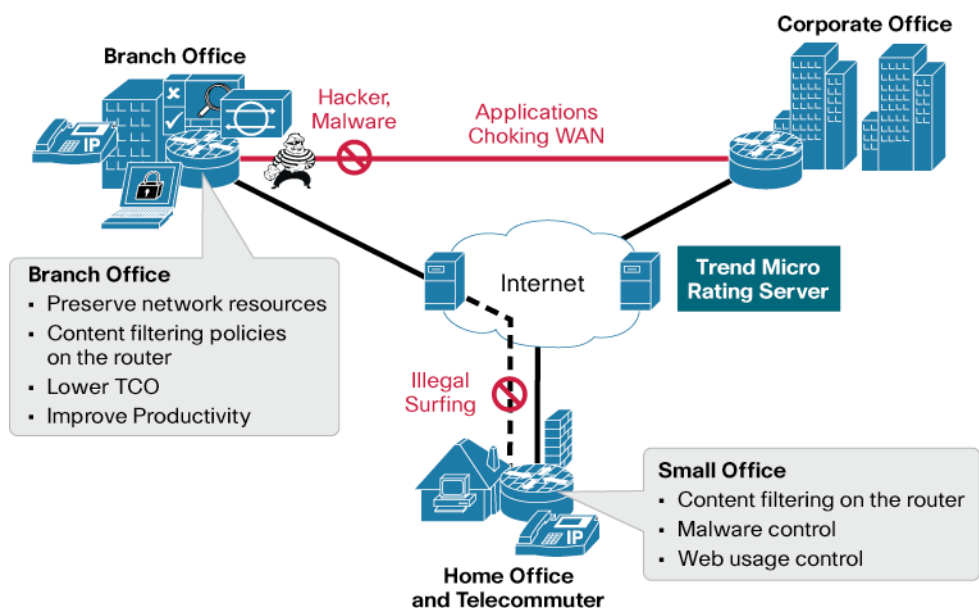 Corporate Office
Branch Office
Hacker,
Malware
Applications
Choking WAN
IP
Branch Office
▪ Preserve network resources
▪ Content filtering policies
on the router
▪ Lower TCO
▪ Improve Productivity
Internet
Trend Micro
Rating Server
Illegal
Surfing
Small Office
▪ Content filtering on the router
▪ Malware control
▪ Web usage control
IP
Home Office
and Telecommuter